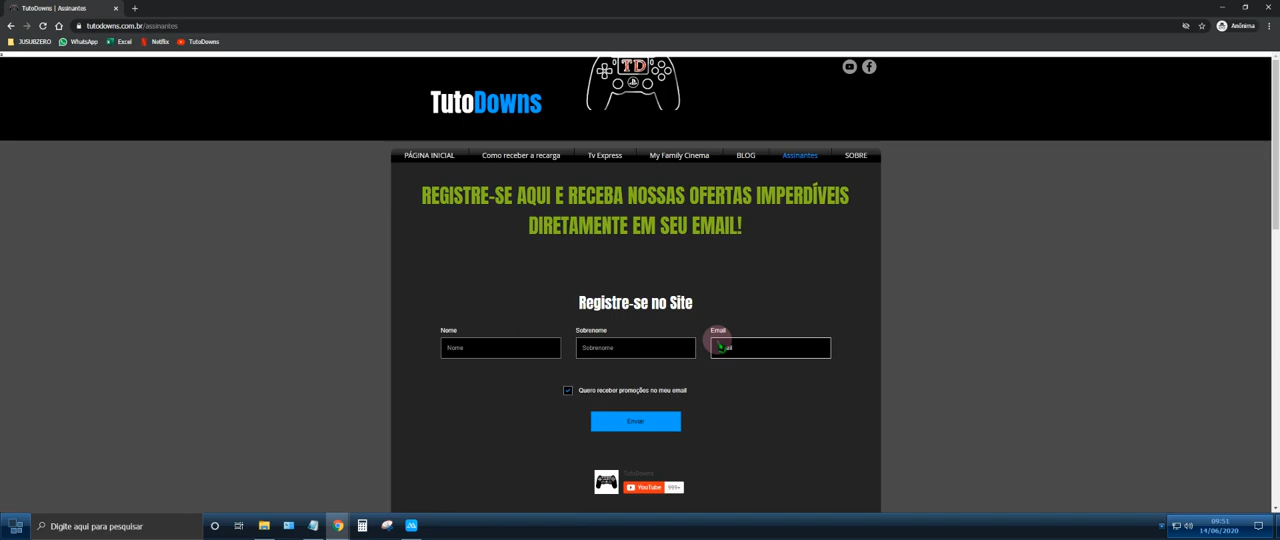 TutoDowns | Assinantes
tutodowns.com.br/assinantes
Anônima
JUSUBZERO WhatsApp Excel Netflix TutoDowns
TD
TutoDowns
PÁGINA INICIAL Como receber a recarga Tv Express My Family Cinema BLOG Assinantes SOBRE
REGISTRE-SE AQUI E RECEBA NOSSAS OFERTAS IMPERDÍVEIS
DIRETAMENTE EM SEU EMAIL!
Registre-se no Site
Nome Sobrenome Email
Nome Sobrenome
Quero receber promoções no meu email
Enviar
TutoDowns
YouTube 999+
Digite aqui para pesquisar
09:51
14/06/2020